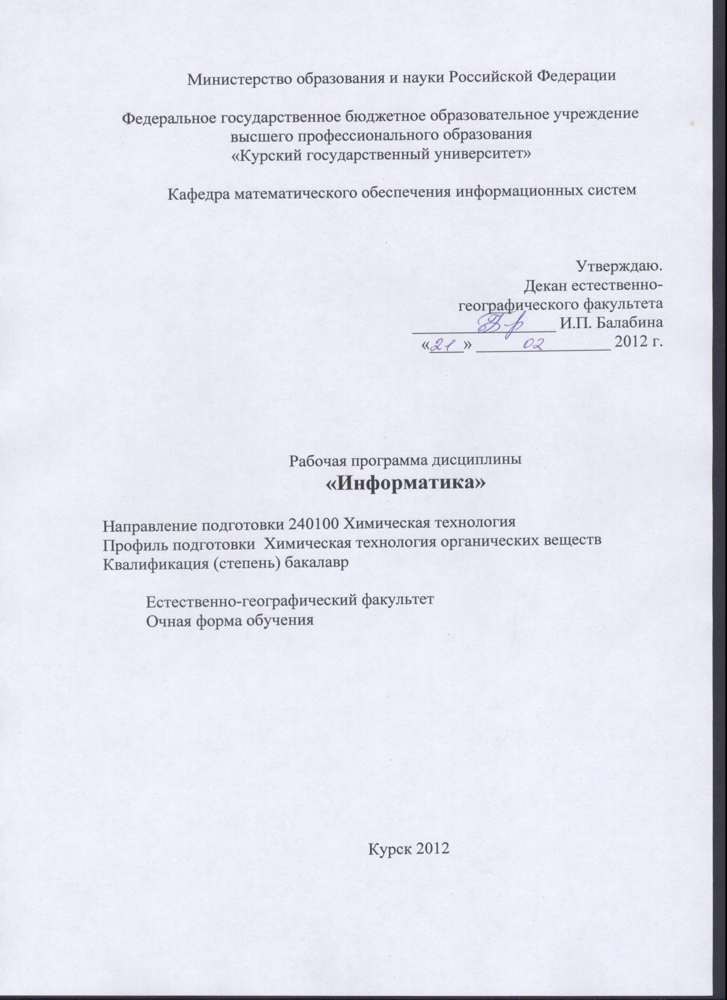 Министерство образования и науки Российской Федерации
Федеральное государственное бюджетное образовательное учреждение
высшего профессионального образования
«Курский государственный университет»
Кафедра математического обеспечения информационных систем
Утверждаю.
Декан естественно-
географического факультета
____________________ И.П. Балабина
«21» 02 2012 г.
Рабочая программа дисциплины
«Информатика»
Направление подготовки 240100 Химическая технология
Профиль подготовки Химическая технология органических веществ
Квалификация (степень) бакалавр
Естественно-географический факультет
Очная форма обучения
Курск 2012